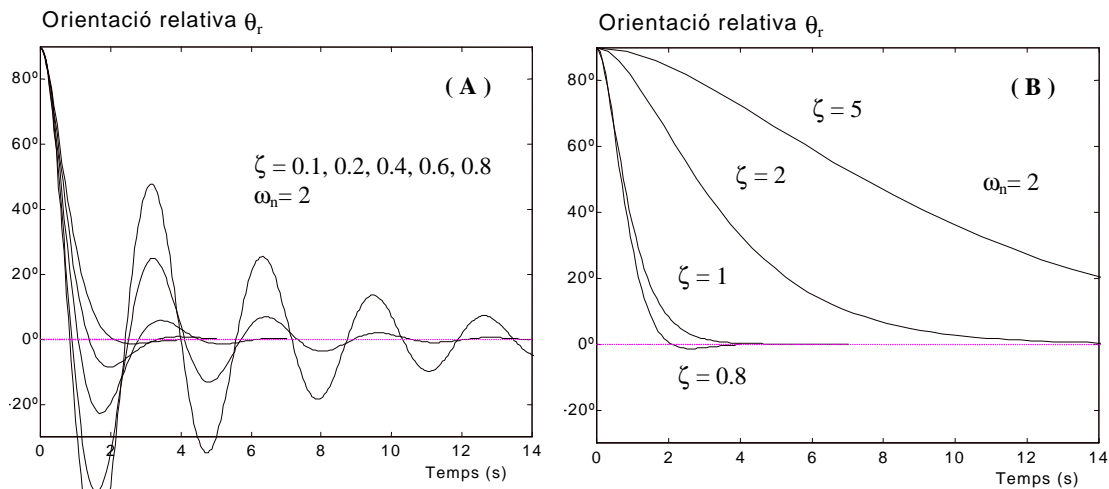 Orientació relativa θr
( A )
80º
60º
40º
20º
0º
-20º
ζ = 0.1, 0.2, 0.4, 0.6, 0.8
ωn= 2
0 2 4 6 8 10 12 14
Temps (s)
Orientació relativa θr
( B )
80º
60º
40º
20º
0º
-20º
ζ = 5
ζ = 2
ωn= 2
ζ = 1
ζ = 0.8
0 2 4 6 8 10 12 14
Temps (s)